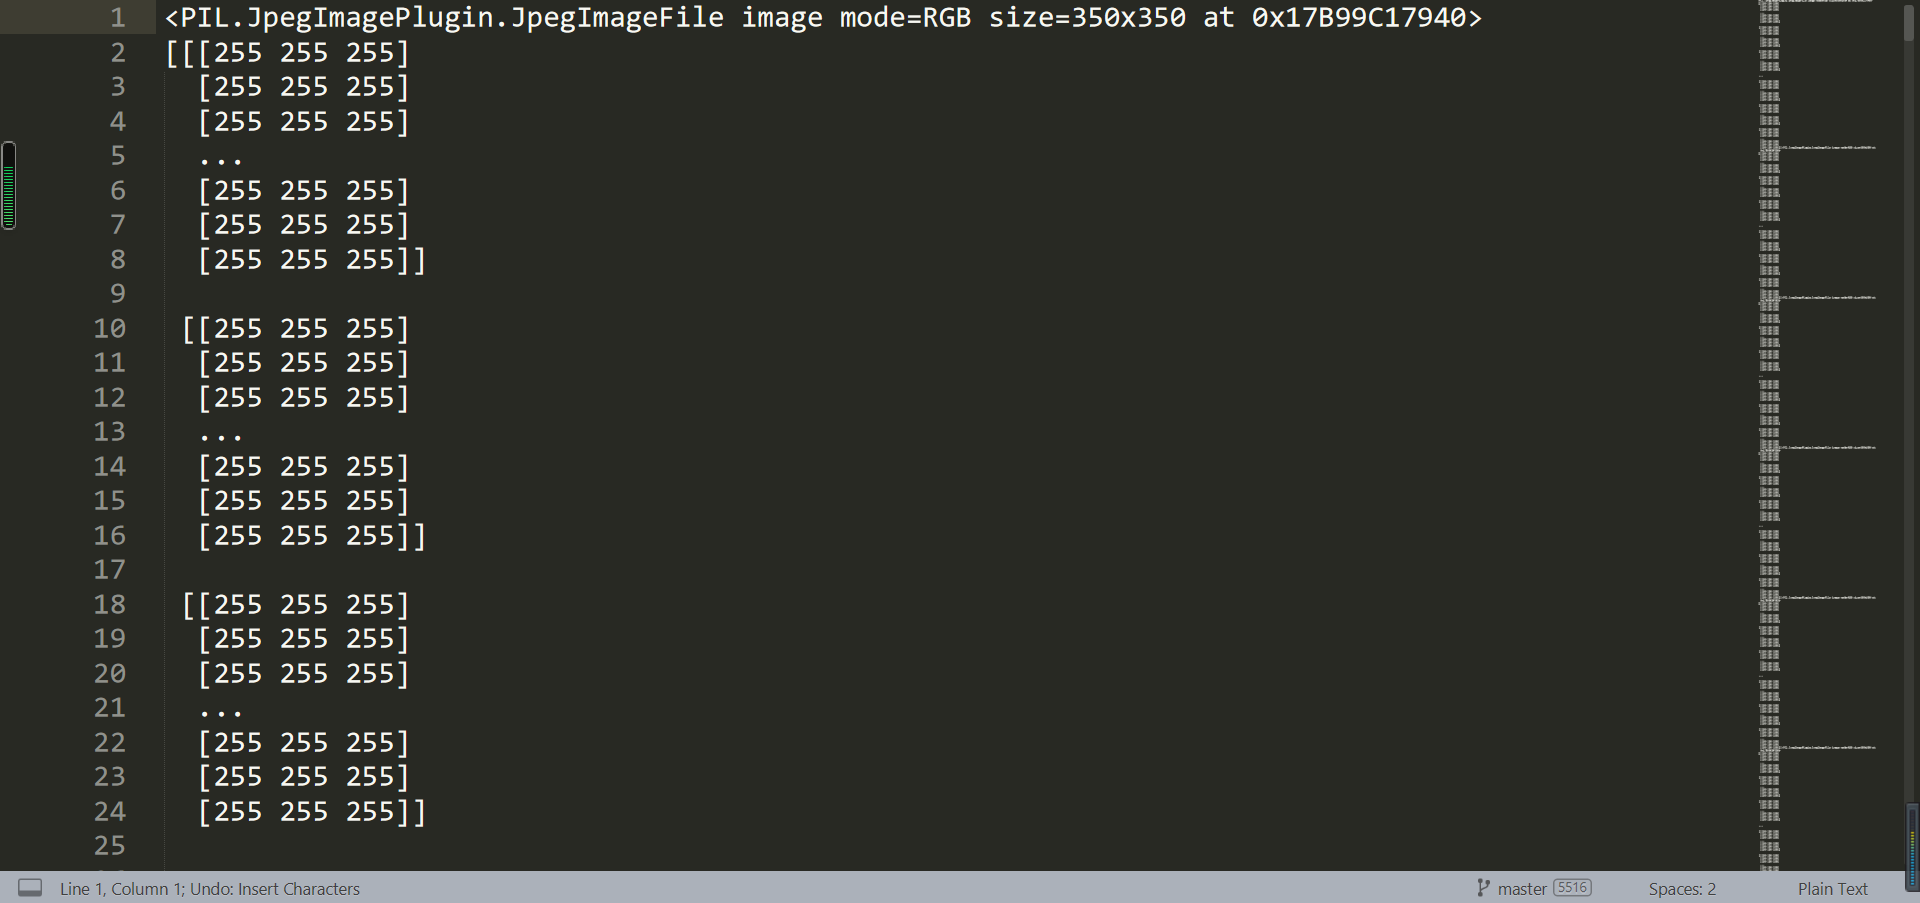 1 <PIL.JpegImagePlugin.JpegImageFile image mode=RGB size=350x350 at 0x17B99C17940>
2 [[[255 255 255]
3   [255 255 255]
4   [255 255 255]
5   ...
6   [255 255 255]
7   [255 255 255]
8   [255 255 255]]
9
10  [[255 255 255]
11   [255 255 255]
12   [255 255 255]
13   ...
14   [255 255 255]
15   [255 255 255]
16   [255 255 255]]
17
18  [[255 255 255]
19   [255 255 255]
20   [255 255 255]
21   ...
22   [255 255 255]
23   [255 255 255]
24   [255 255 255]]
25
Line 1, Column 1; Undo: Insert Characters master 5516 Spaces: 2 Plain Text